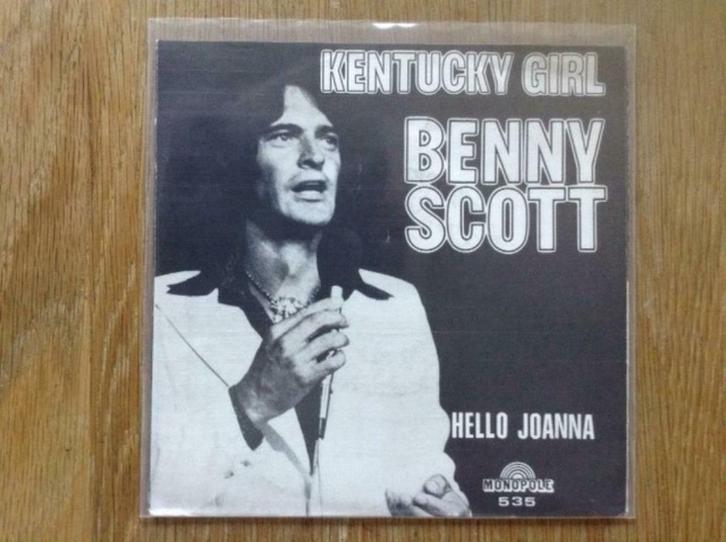 KENTUCKY GIRL
BENNY
SCOTT
HELLO JOANNA
MONOPOLE
535